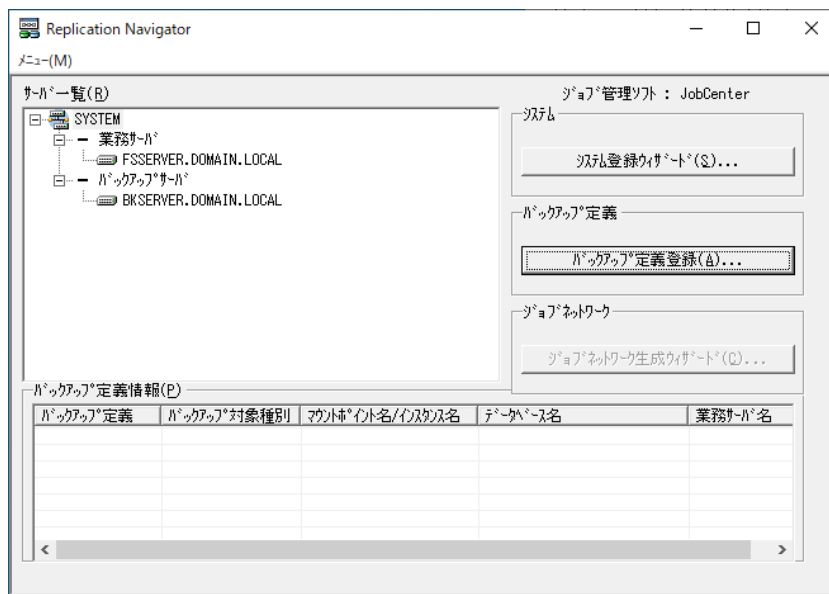 Replication Navigator
ﾒﾆｭｰ(M)
ｻｰﾊﾞ一覧(R)
ｼﾞｮﾌﾞ管理ｿﾌﾄ : JobCenter
SYSTEM
業務ｻｰﾊﾞ
FSSERVER.DOMAIN.LOCAL
ﾊﾞｯｸｱｯﾌﾟｻｰﾊﾞ
BKSERVER.DOMAIN.LOCAL
ｼｽﾃﾑ
ｼｽﾃﾑ登録ｳｨｻﾞｰﾄﾞ(S)...
ﾊﾞｯｸｱｯﾌﾟ定義
ﾊﾞｯｸｱｯﾌﾟ定義登録(A)...
ｼﾞｮﾌﾞﾈｯﾄﾜｰｸ
ｼﾞｮﾌﾞﾈｯﾄﾜｰｸ生成ｳｨｻﾞｰﾄﾞ(C)...
ﾊﾞｯｸｱｯﾌﾟ定義情報(P)
ﾊﾞｯｸｱｯﾌﾟ定義 ﾊﾞｯｸｱｯﾌﾟ対象種別 ﾏｳﾝﾄﾎﾟｲﾝﾄ名/ｲﾝｽﾀﾝｽ名 ﾃﾞｰﾀﾍﾞｰｽ名 業務ｻｰﾊﾞ名